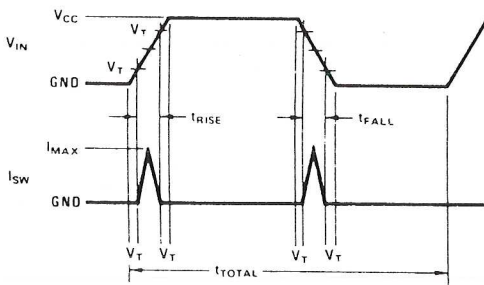 VCC
VT
VIN
VT
GND
tRISE
tFALL
IMAX
ISW
GND
VT VT VT VT
tTOTAL